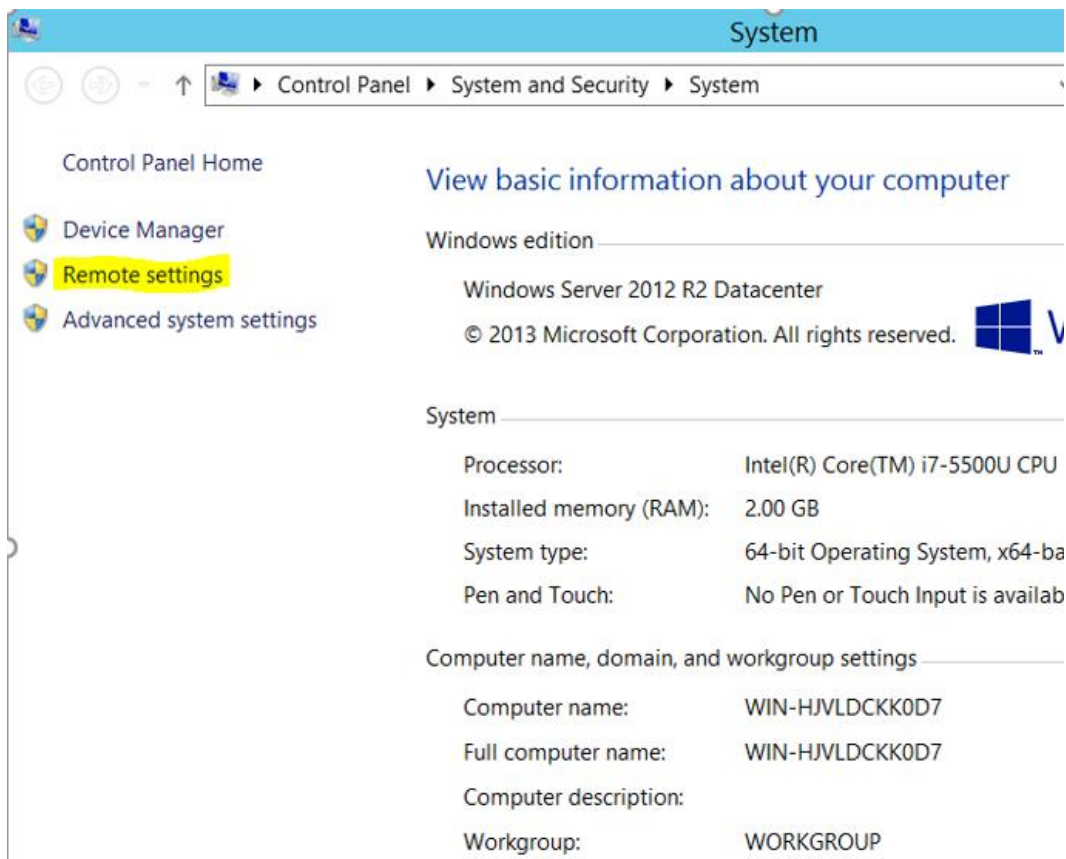 System
Control Panel ▸ System and Security ▸ System
Control Panel Home
Device Manager
Remote settings
Advanced system settings
View basic information about your computer
Windows edition
Windows Server 2012 R2 Datacenter
© 2013 Microsoft Corporation. All rights reserved.
System
Processor: Intel(R) Core(TM) i7-5500U CPU
Installed memory (RAM): 2.00 GB
System type: 64-bit Operating System, x64-ba
Pen and Touch: No Pen or Touch Input is availab
Computer name, domain, and workgroup settings
Computer name: WIN-HJVLDCKK0D7
Full computer name: WIN-HJVLDCKK0D7
Computer description:
Workgroup: WORKGROUP